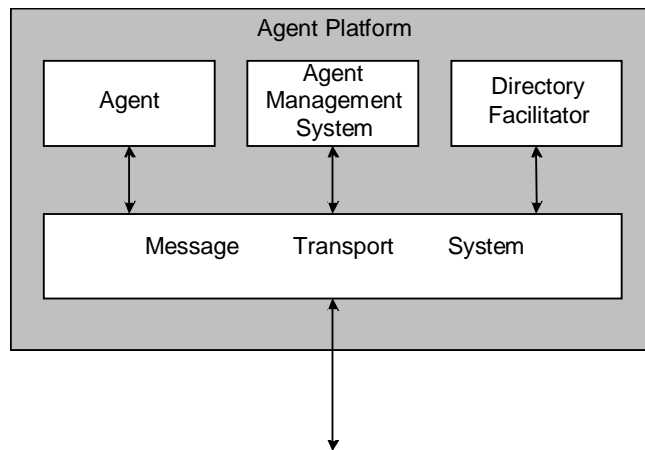 Agent Platform
Agent
Agent
Management
System
Directory
Facilitator
Message Transport System